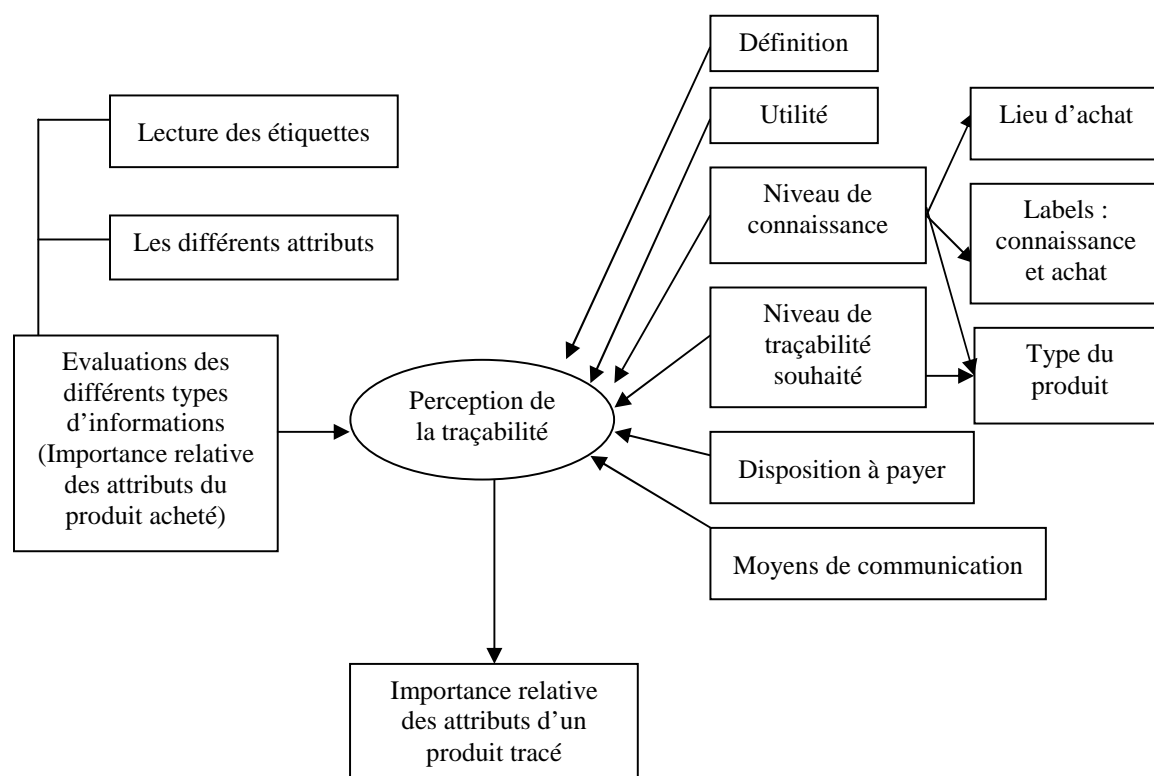 Définition
Utilité
Lieu d’achat
Lecture des étiquettes
Niveau de
connaissance
Labels :
connaissance
et achat
Les différents attributs
Niveau de
traçabilité
souhaité
Type du
produit
Evaluations des
différents types
d’informations
(Importance relative
des attributs du
produit acheté)
Perception de
la traçabilité
Disposition à payer
Moyens de communication
Importance relative
des attributs d’un
produit tracé